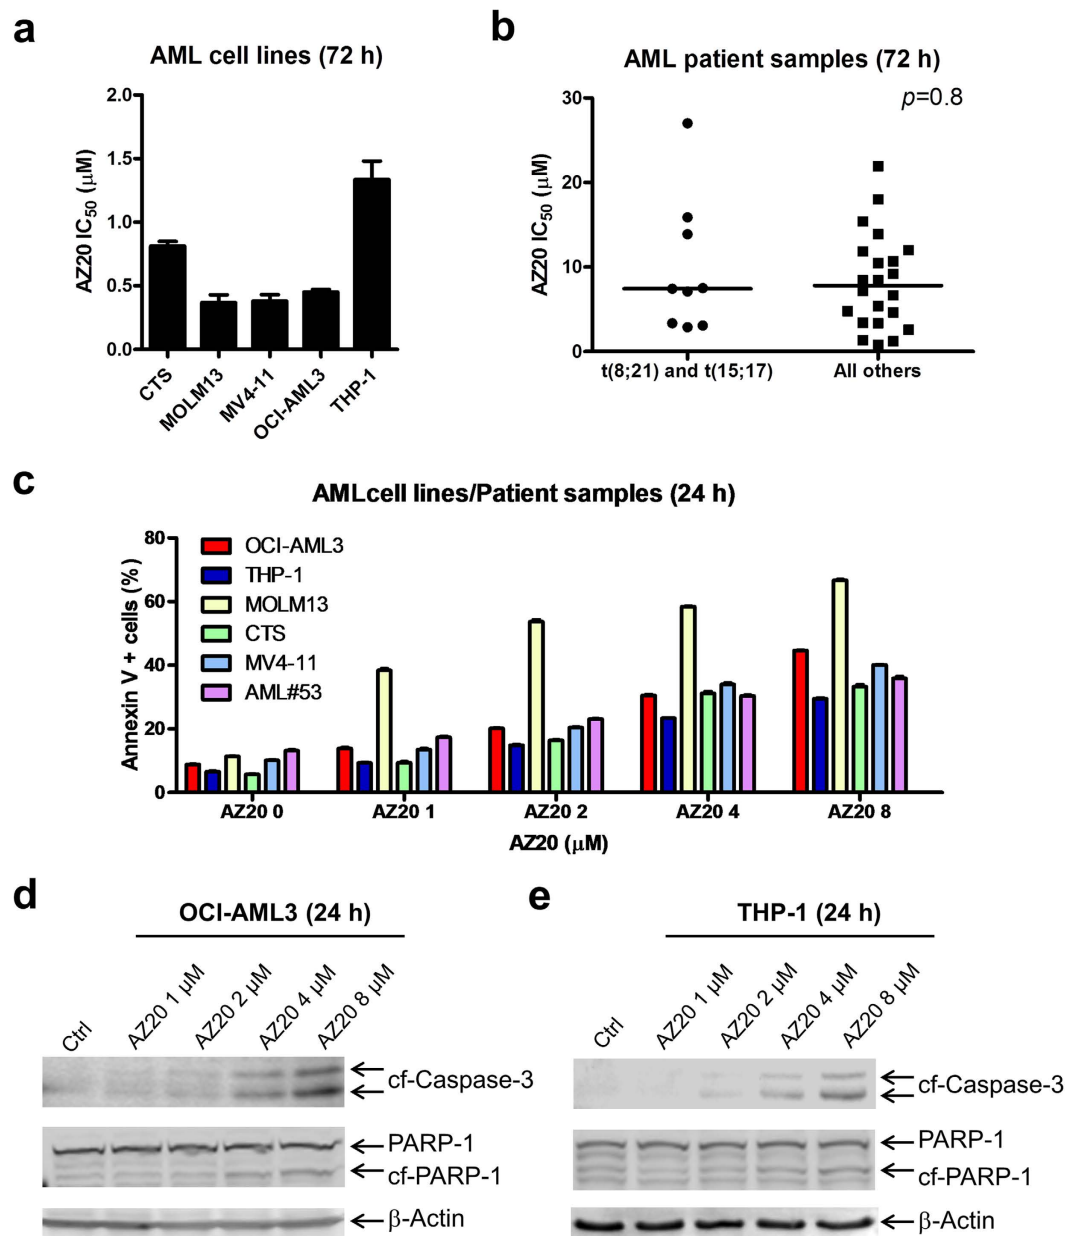 a
AML cell lines (72 h)
AZ20 IC50 (μM)
2.0
1.5
1.0
0.5
0.0
CTS
MOLM13
MV4-11
OCI-AML3
THP-1
b
AML patient samples (72 h)
p=0.8
AZ20 IC50 (μM)
30
20
10
0
t(8;21) and t(15;17)
All others
c
AMLcell lines/Patient samples (24 h)
Annexin V + cells (%)
80
60
40
20
0
OCI-AML3
THP-1
MOLM13
CTS
MV4-11
AML#53
AZ20 0
AZ20 1
AZ20 2
AZ20 4
AZ20 8
AZ20 (μM)
d
OCI-AML3 (24 h)
Ctrl
AZ20 1 μM
AZ20 2 μM
AZ20 4 μM
AZ20 8 μM
cf-Caspase-3
PARP-1
cf-PARP-1
β-Actin
e
THP-1 (24 h)
Ctrl
AZ20 1 μM
AZ20 2 μM
AZ20 4 μM
AZ20 8 μM
cf-Caspase-3
PARP-1
cf-PARP-1
β-Actin